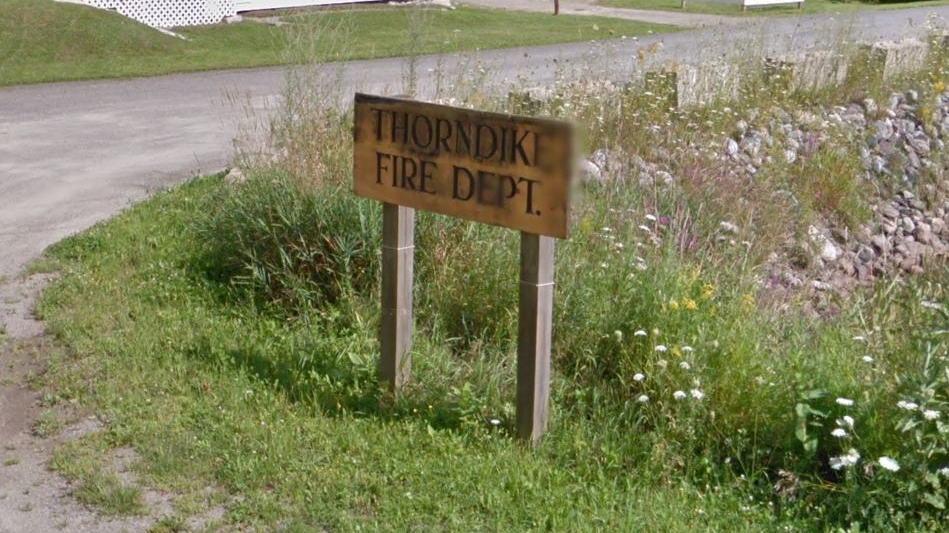 THORNDIKE
FIRE DEPT.